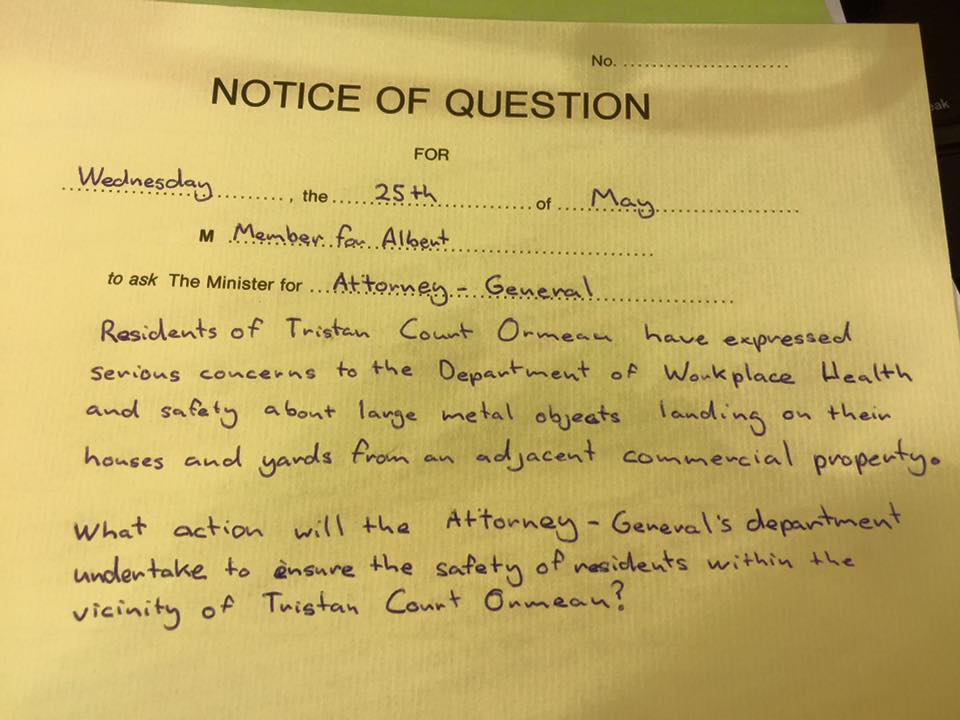 No. ........................
NOTICE OF QUESTION
FOR
Wednesday, the 25th of May
M Member for Albert
to ask The Minister for Attorney - General
Residents of Tristan Court Ormeau have expressed
serious concerns to the Department of Workplace Health
and safety about large metal objects landing on their
houses and yards from an adjacent commercial property.
What action will the Attorney - General's department
undertake to ensure the safety of residents within the
vicinity of Tristan Court Ormeau?
eak